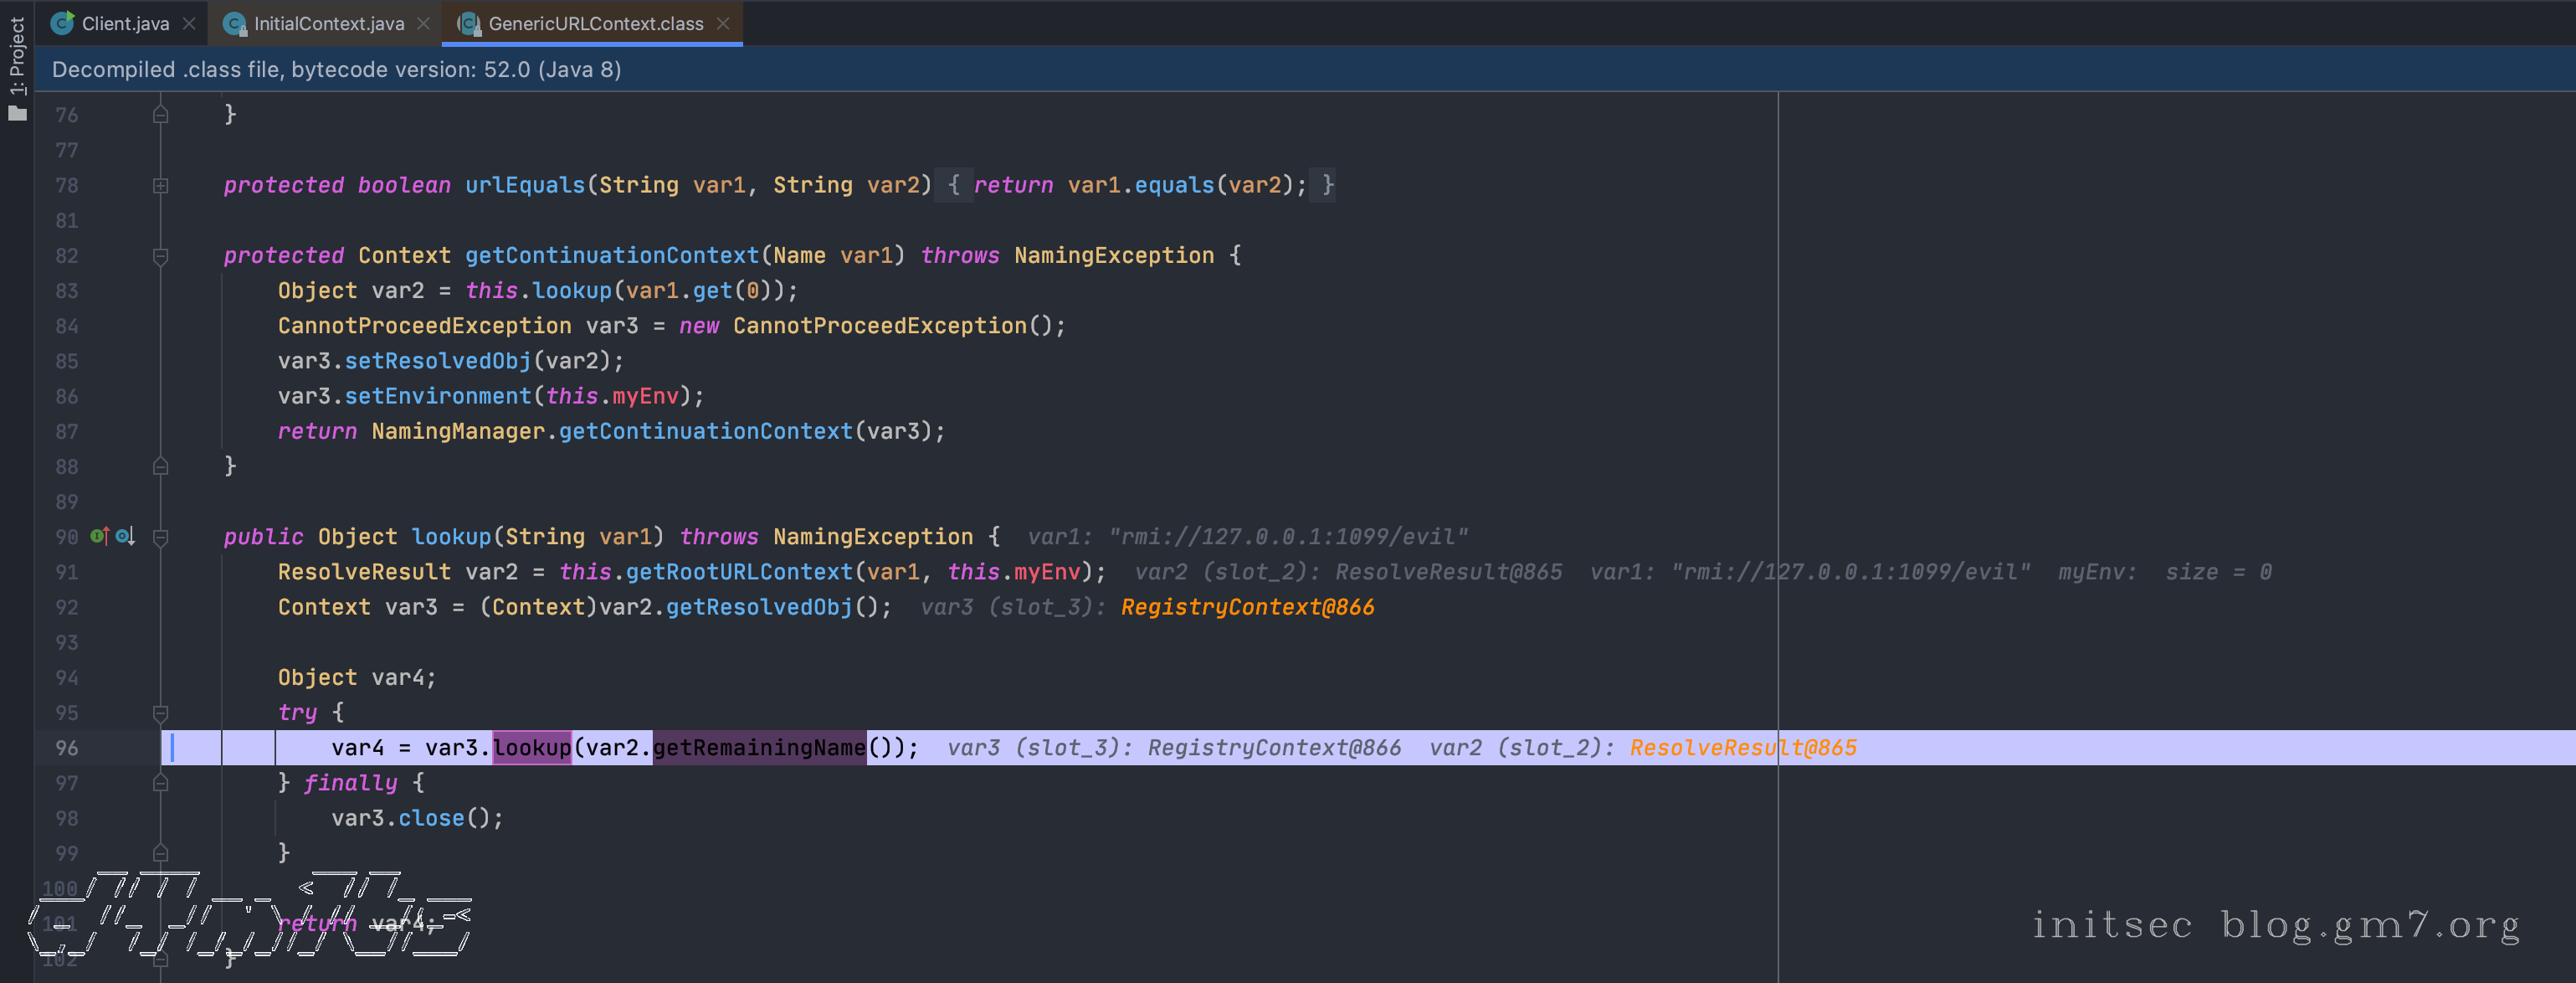 1: Project
Client.java
InitialContext.java
GenericURLContext.class
Decompiled .class file, bytecode version: 52.0 (Java 8)
76 }
77
78 protected boolean urlEquals(String var1, String var2) { return var1.equals(var2); }
81
82 protected Context getContinuationContext(Name var1) throws NamingException {
83 Object var2 = this.lookup(var1.get(0));
84 CannotProceedException var3 = new CannotProceedException();
85 var3.setResolvedObj(var2);
86 var3.setEnvironment(this.myEnv);
87 return NamingManager.getContinuationContext(var3);
88 }
89
90 public Object lookup(String var1) throws NamingException { var1: "rmi://127.0.0.1:1099/evil"
91 ResolveResult var2 = this.getRootURLContext(var1, this.myEnv); var2 (slot_2): ResolveResult@865 var1: "rmi://127.0.0.1:1099/evil" myEnv: size = 0
92 Context var3 = (Context)var2.getResolvedObj(); var3 (slot_3): RegistryContext@866
93
94 Object var4;
95 try {
96 var4 = var3.lookup(var2.getRemainingName()); var3 (slot_3): RegistryContext@866 var2 (slot_2): ResolveResult@865
97 } finally {
98 var3.close();
99 }
100
101 return var4;
102 }
initsec blog.gm7.org